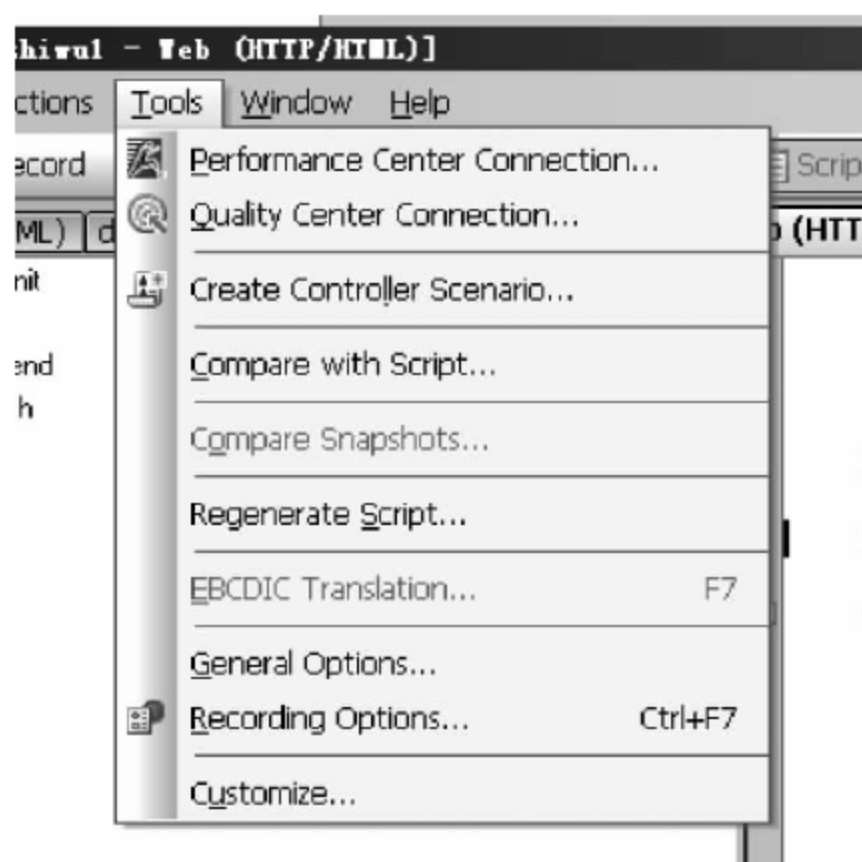 shiwu1 - Web (HTTP/HTML)]
ctions Tools Window Help
ecord Performance Center Connection... Scrip
ML) d Quality Center Connection... (HTT
nit Create Controller Scenario...
end Compare with Script...
h
Compare Snapshots...
Regenerate Script...
EBCDIC Translation... F7
General Options...
Recording Options... Ctrl+F7
Customize...